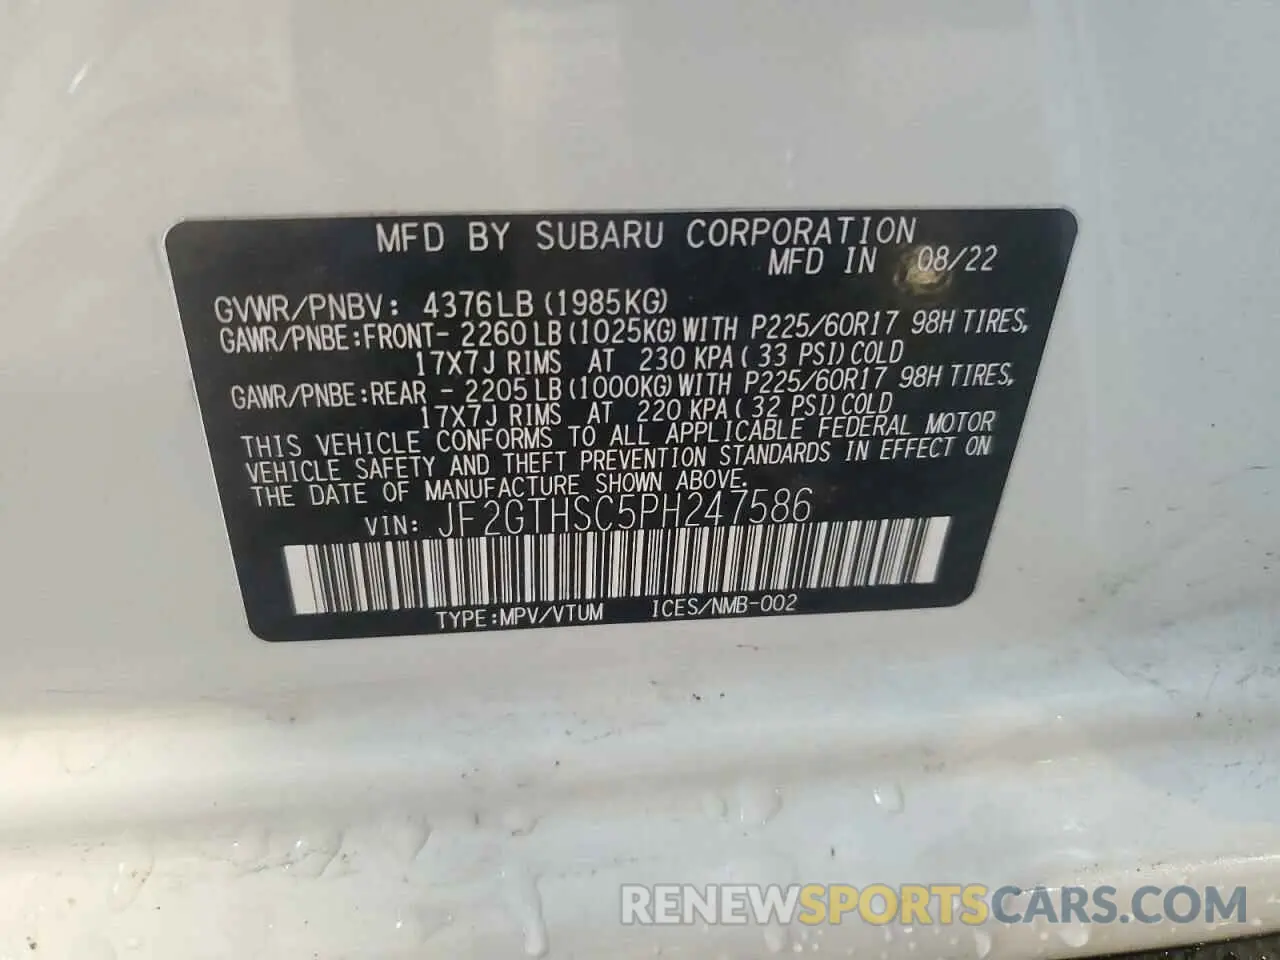 MFD BY SUBARU CORPORATION
MFD IN 08/22
GVWR/PNBV: 4376LB (1985KG)
GAWR/PNBE:FRONT- 2260LB (1025KG) WITH P225/60R17 98H TIRES,
17X7J RIMS AT 230 KPA ( 33 PSI) COLD
GAWR/PNBE:REAR - 2205LB (1000KG) WITH P225/60R17 98H TIRES,
17X7J RIMS AT 220 KPA ( 32 PSI) COLD
THIS VEHICLE CONFORMS TO ALL APPLICABLE FEDERAL MOTOR
VEHICLE SAFETY AND THEFT PREVENTION STANDARDS IN EFFECT ON
THE DATE OF MANUFACTURE SHOWN ABOVE.
VIN: JF2GTHSC5PH247586
TYPE:MPV/VTUM ICES/NMB-002
RENEWSPORTSCARS.COM